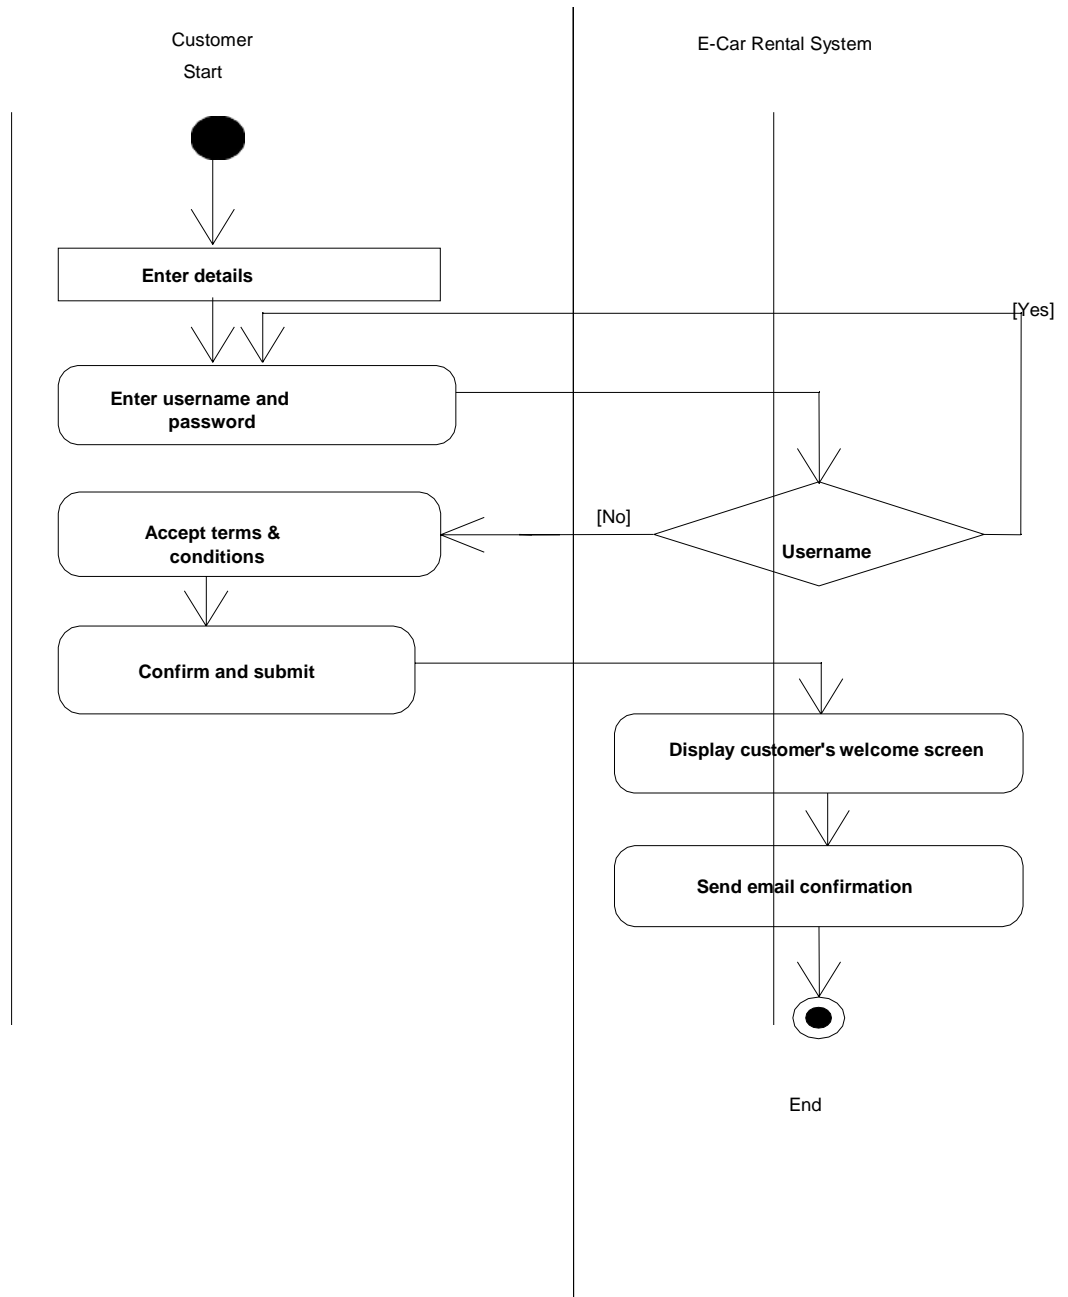 Customer
E-Car Rental System
Start
Enter details
[Yes]
Enter username and
password
[No]
Accept terms &
conditions
Username
Confirm and submit
Display customer's welcome screen
Send email confirmation
End